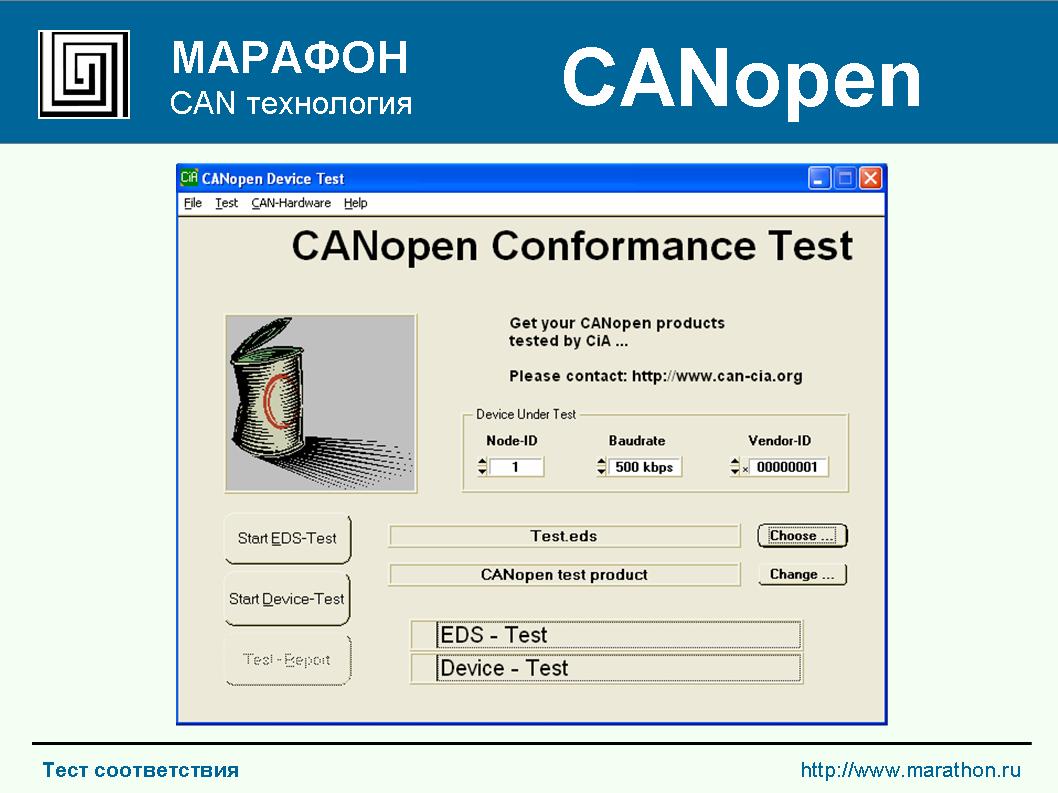 МАРАФОН
CAN технология
CANopen
CiA CANopen Device Test
File Test CAN-Hardware Help
CANopen Conformance Test
Get your CANopen products
tested by CiA ...
Please contact: http://www.can-cia.org
Device Under Test
Node-ID Baudrate Vendor-ID
1 500 kbps x 00000001
Start EDS-Test Test.eds Choose ...
Start Device-Test CANopen test product Change ...
Test - Report
EDS - Test
Device - Test
Тест соответствия http://www.marathon.ru